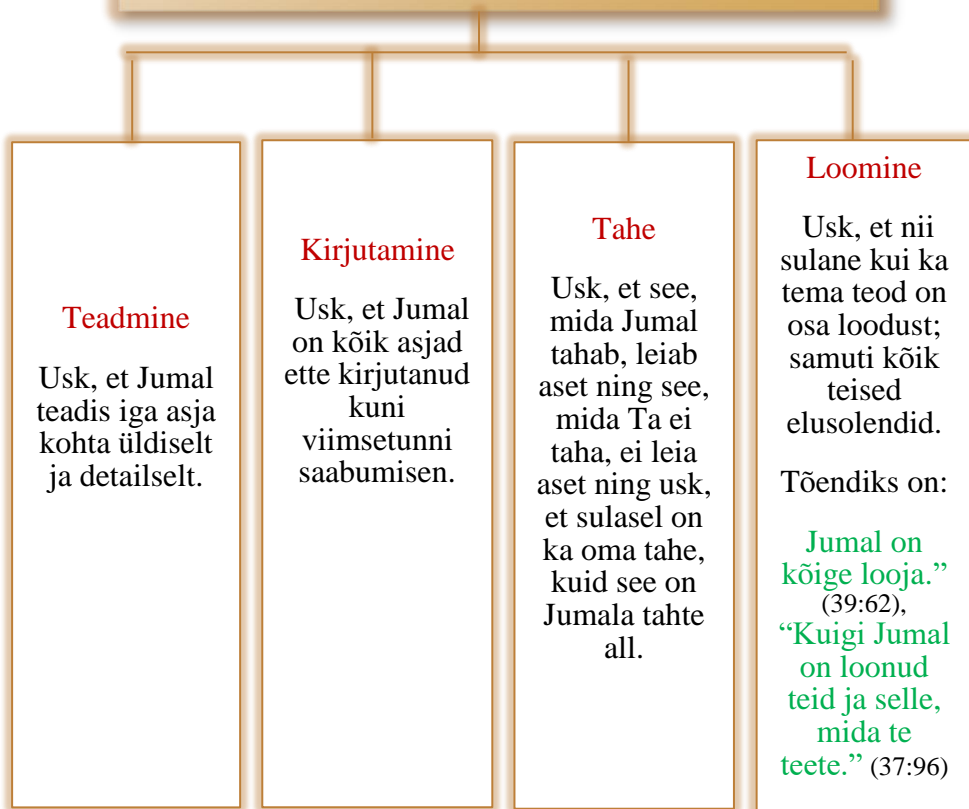 Teadmine
Usk, et Jumal
teadis iga asja
kohta üldiselt
ja detailselt.
Kirjutamine
Usk, et Jumal
on kõik asjad
ette kirjutanud
kuni
viimsetunni
saabumisen.
Tahe
Usk, et see,
mida Jumal
tahab, leiab
aset ning see,
mida Ta ei
taha, ei leia
aset ning usk,
et sulasel on
ka oma tahe,
kuid see on
Jumala tahte
all.
Loomine
Usk, et nii
sulane kui ka
tema teod on
osa loodust;
samuti kõik
teised
elusolendid.
Tõendiks on:
Jumal on
kõige looja.”
(39:62),
“Kuigi Jumal
on loonud
teid ja selle,
mida te
teete.” (37:96)